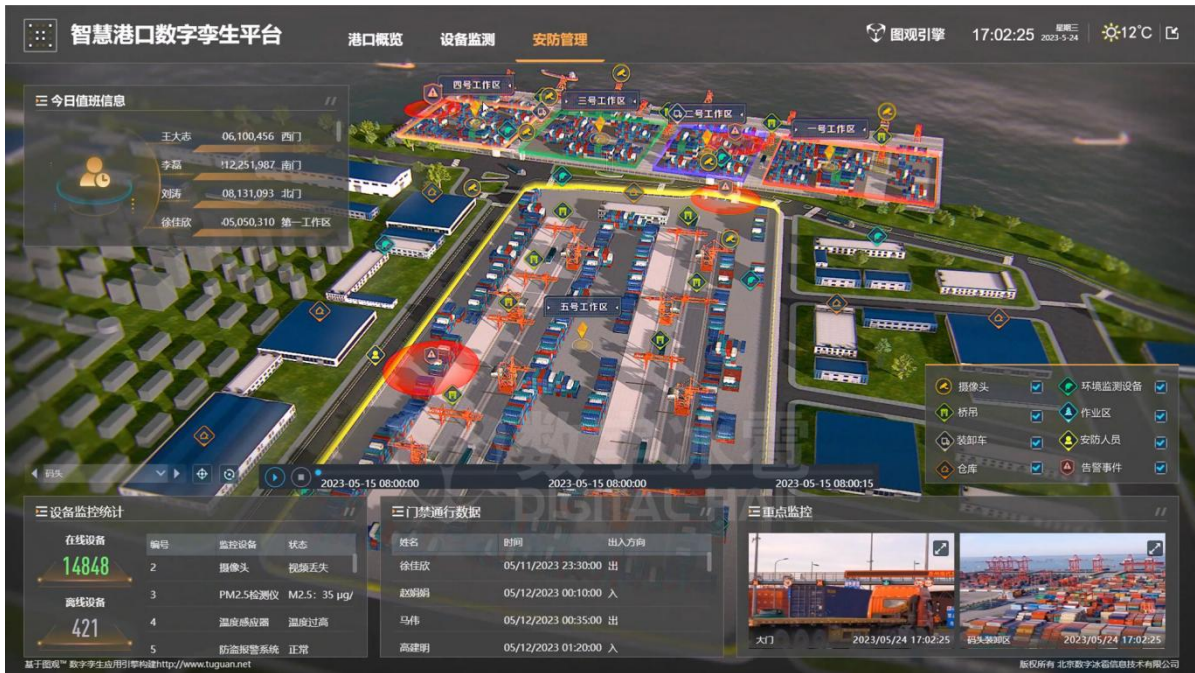 智慧港口数字孪生平台
港口概览 设备监测 安防管理
图观引擎 17:02:25 星期三 2023-5-24 12°C
今日值班信息
王大志 06,100,456 西门
李磊 12,251,987 南门
刘涛 08,131,093 北门
徐佳欣 05,050,310 第一工作区
四号工作区
三号工作区
二号工作区
一号工作区
五号工作区
摄像头 环境监测设备
桥吊 作业区
装卸车 安防人员
仓库 告警事件
码头
2023-05-15 08:00:00 2023-05-15 08:00:00 2023-05-15 08:00:15
数字冰雹
DIGITAL HAIL
设备监控统计
在线设备
14848
离线设备
421
编号 监控设备 状态
2 摄像头 视频丢失
3 PM2.5检测仪 M2.5: 35 μg/
4 温度感应器 温度过高
5 防盗报警系统 正常
门禁通行数据
姓名 时间 出入方向
徐佳欣 05/11/2023 23:30:00 出
赵娟娟 05/12/2023 00:10:00 入
马伟 05/12/2023 00:35:00 出
高建明 05/12/2023 01:20:00 入
重点监控
大门 2023/05/24 17:02:25
码头装卸区 2023/05/24 17:02:25
基于图观™ 数字孪生应用引擎构建http://www.tuguan.net
版权所有 北京数字冰雹信息技术有限公司